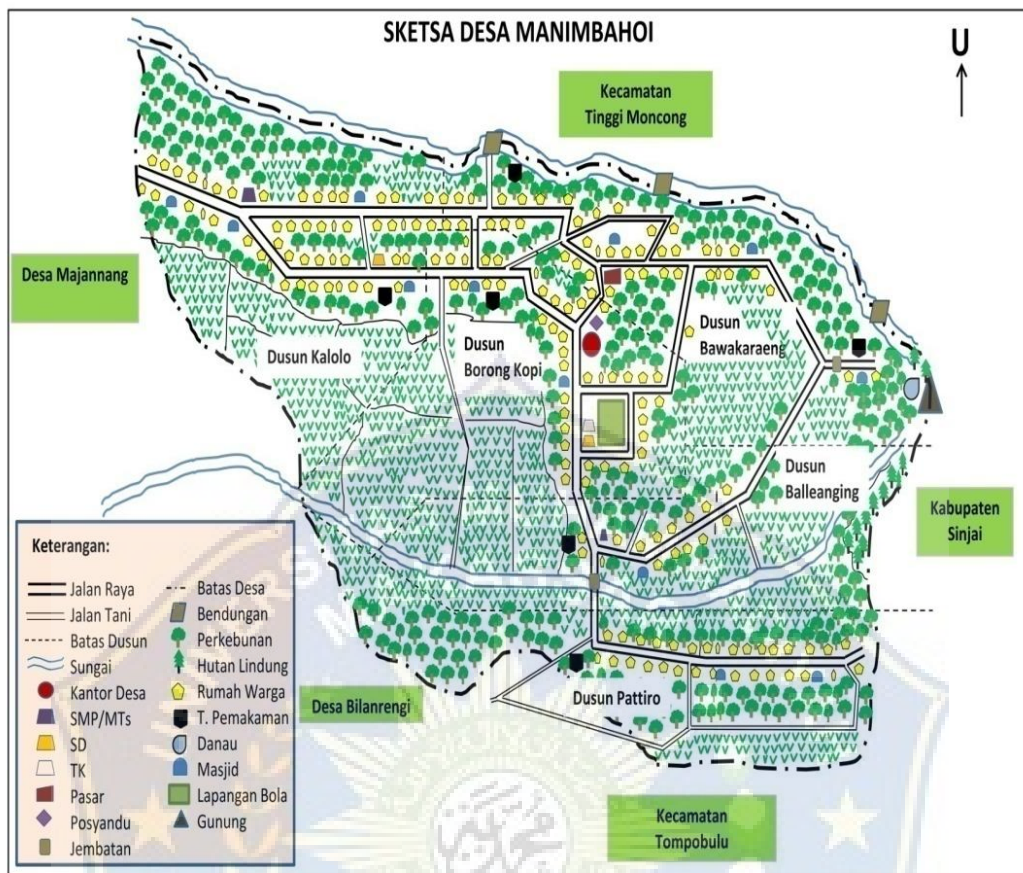 SKETSA DESA MANIMBAHOI
U
Kecamatan
Tinggi Moncong
Desa Majannang
Dusun Kalolo
Dusun
Borong Kopi
Dusun
Bawakaraeng
Dusun
Balleanging
Kabupaten
Sinjai
Desa Bilanrengi
Dusun Pattiro
Kecamatan
Tompobulu
Keterangan:
Jalan Raya
Jalan Tani
Batas Dusun
Sungai
Kantor Desa
SMP/MTs
SD
TK
Pasar
Posyandu
Jembatan
Batas Desa
Bendungan
Perkebunan
Hutan Lindung
Rumah Warga
T. Pemakaman
Danau
Masjid
Lapangan Bola
Gunung